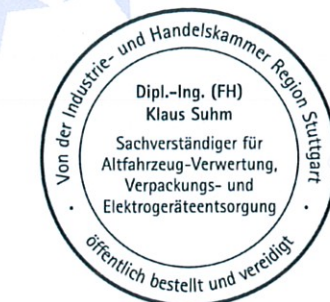 Von der Industrie- und Handelskammer Region Stuttgart
Dipl.-Ing. (FH)
Klaus Suhm
Sachverständiger für
Altfahrzeug-Verwertung,
Verpackungs- und
Elektrogeräteentsorgung
öffentlich bestellt und vereidigt